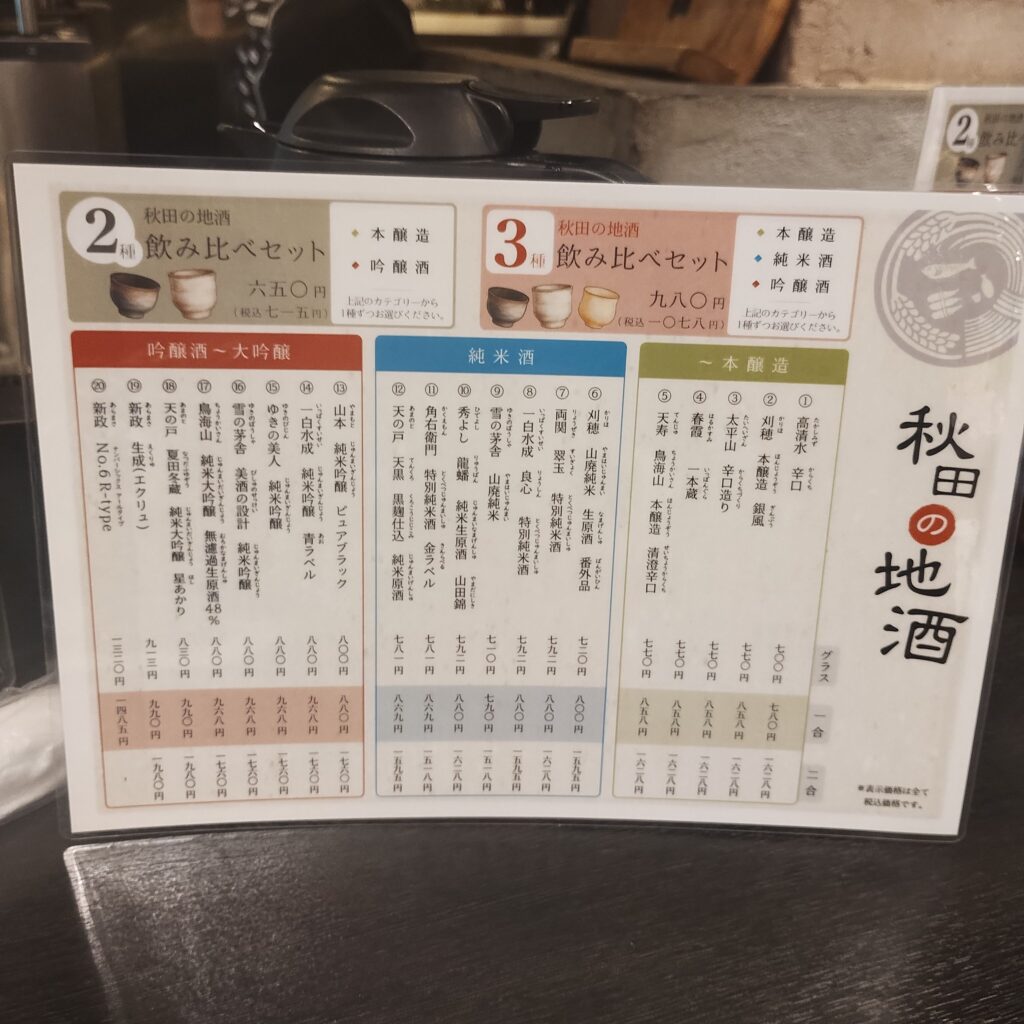 秋田の地酒
2種
秋田の地酒
飲み比べセット
六五〇円
(税込 七一五円)
本醸造
吟醸酒
上記のカテゴリーから
1種ずつお選びください。
3種
秋田の地酒
飲み比べセット
九八〇円
(税込 一〇七八円)
本醸造
純米酒
吟醸酒
上記のカテゴリーから
1種ずつお選びください。
グラス
一合
二合
～本醸造
① 高清水 辛口 七〇〇円 七八〇円 一六二八円
② 刈穂 本醸造 銀風 七七〇円 八五八円 一六二八円
③ 太平山 辛口造り 七七〇円 八五八円 一六二八円
④ 春霞 一本蔵 七七〇円 八五八円 一六二八円
⑤ 天寿 鳥海山 本醸造 清澄辛口 七七〇円 八五八円 一六二八円
純米酒
⑥ 刈穂 山廃純米 生原酒 番外品 七二〇円 八〇〇円 一五九五円
⑦ 両関 翠玉 特別純米酒 七九二円 八八〇円 一六二八円
⑧ 一白水成 良心 特別純米酒 七九二円 八八〇円 一五九五円
⑨ 雪の茅舎 山廃純米 七一〇円 七九〇円 一五一八円
⑩ 秀よし 龍蟠 純米生原酒 山田錦 七九二円 八八〇円 一六二八円
⑪ 角右衛門 特別純米酒 金ラベル 七八一円 八六九円 一五一八円
⑫ 天の戸 天黒 黒麹仕込 純米原酒 七八一円 八六九円 一五九五円
吟醸酒～大吟醸
⑬ 山本 純米吟醸 ピュアブラック 八〇〇円 八八〇円 一七六〇円
⑭ 一白水成 純米吟醸 青ラベル 八八〇円 九六八円 一七六〇円
⑮ ゆきの美人 純米吟醸 八八〇円 九六八円 一七六〇円
⑯ 雪の茅舎 美酒の設計 純米吟醸 八八〇円 九六八円 一七六〇円
⑰ 鳥海山 純米大吟醸 無濾過生原酒48% 八八〇円 九六八円 一七六〇円
⑱ 天の戸 夏田冬蔵 純米大吟醸 星あかり 八三〇円 九九〇円 一九八〇円
⑲ 新政 生成(エクリュ) 九一三円 九九〇円 一九八〇円
⑳ 新政 No.6 R-type 一三二〇円 一四八五円
※表示価格は全て
税込価格です。
2種
秋田の地酒
飲み比